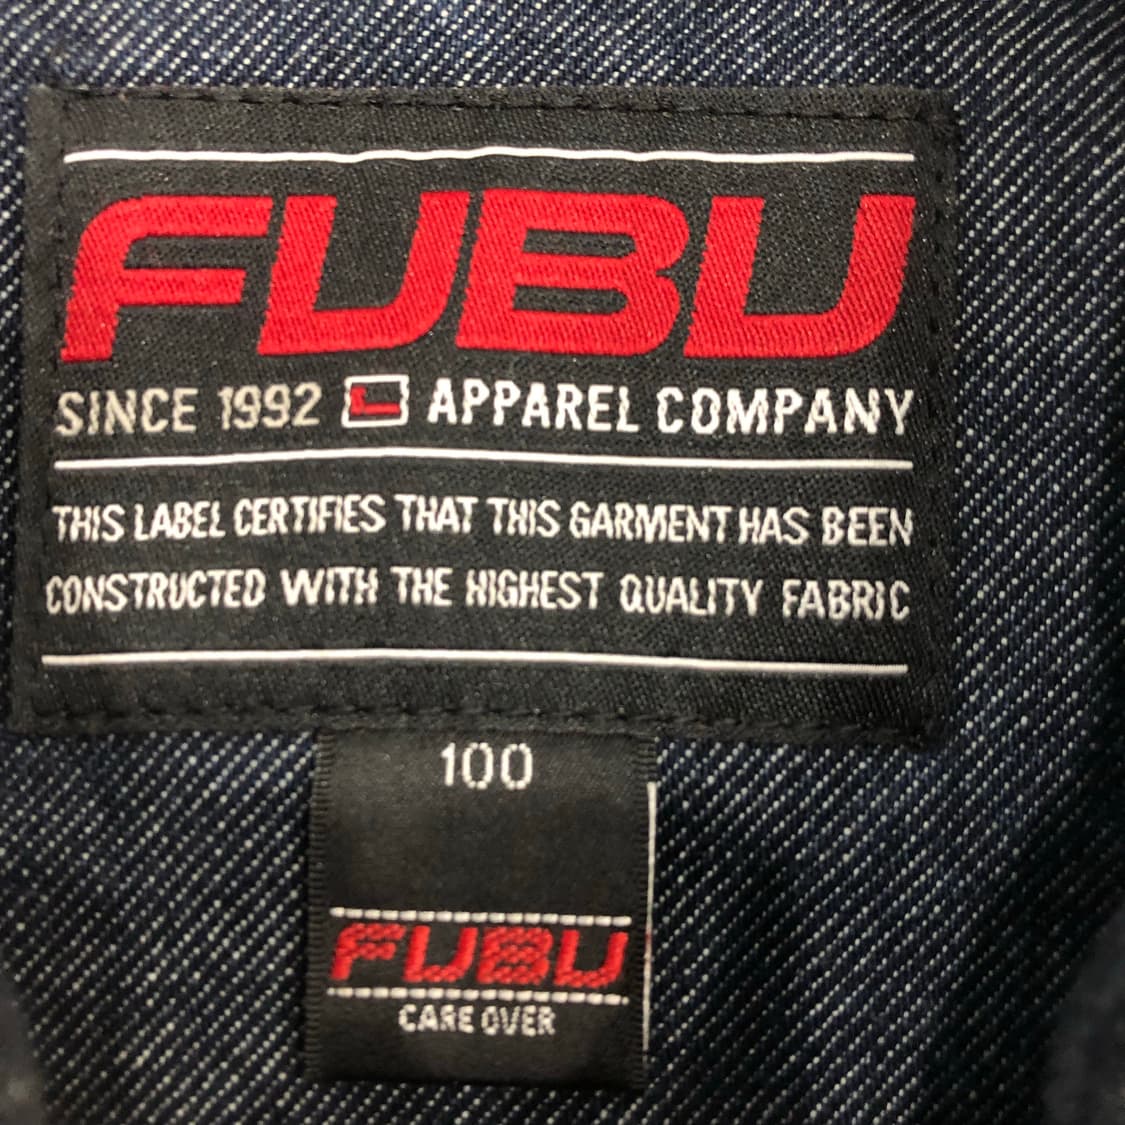 FUBU
SINCE 1992 APPAREL COMPANY
THIS LABEL CERTIFIES THAT THIS GARMENT HAS BEEN
CONSTRUCTED WITH THE HIGHEST QUALITY FABRIC
100
FUBU
CARE OVER